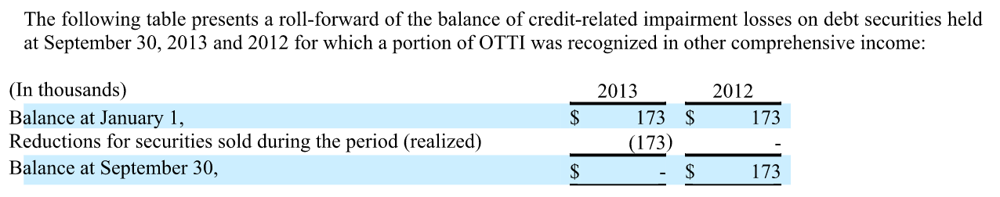 The following table presents a roll-forward of the balance of credit-related impairment losses on debt securities held
at September 30, 2013 and 2012 for which a portion of OTTI was recognized in other comprehensive income:
(In thousands) 2013 2012
Balance at January 1, $ 173 $ 173
Reductions for securities sold during the period (realized) (173) -
Balance at September 30, $ - $ 173